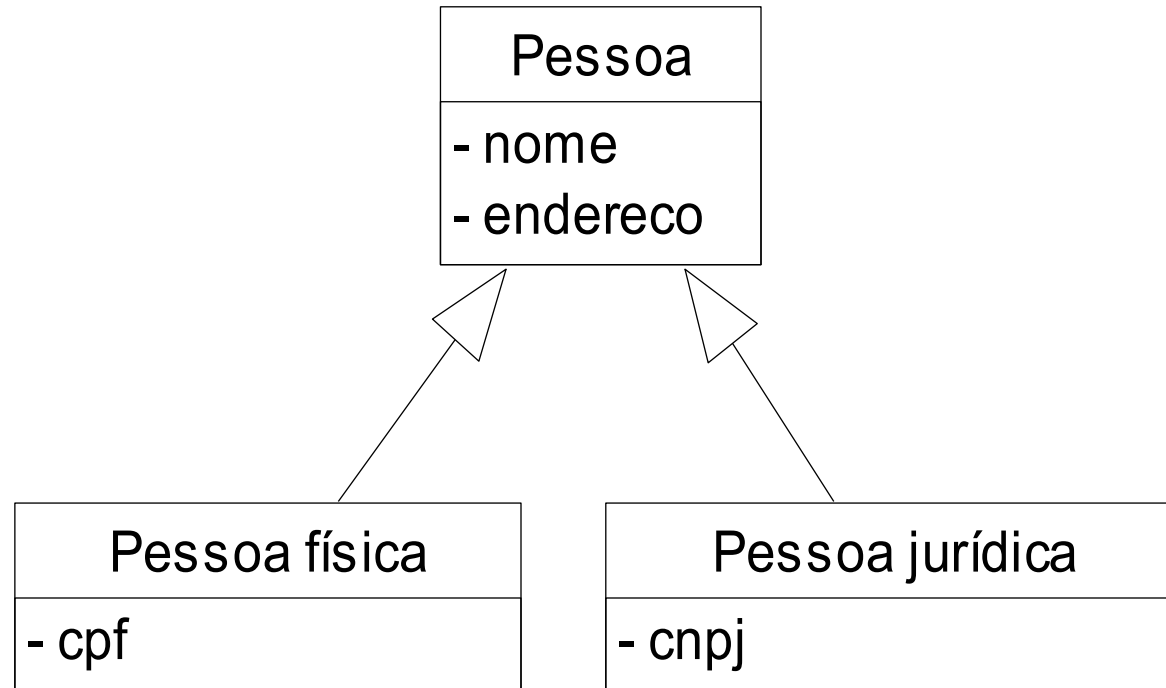 Pessoa
- nome
- endereco
Pessoa física
- cpf
Pessoa jurídica
- cnpj